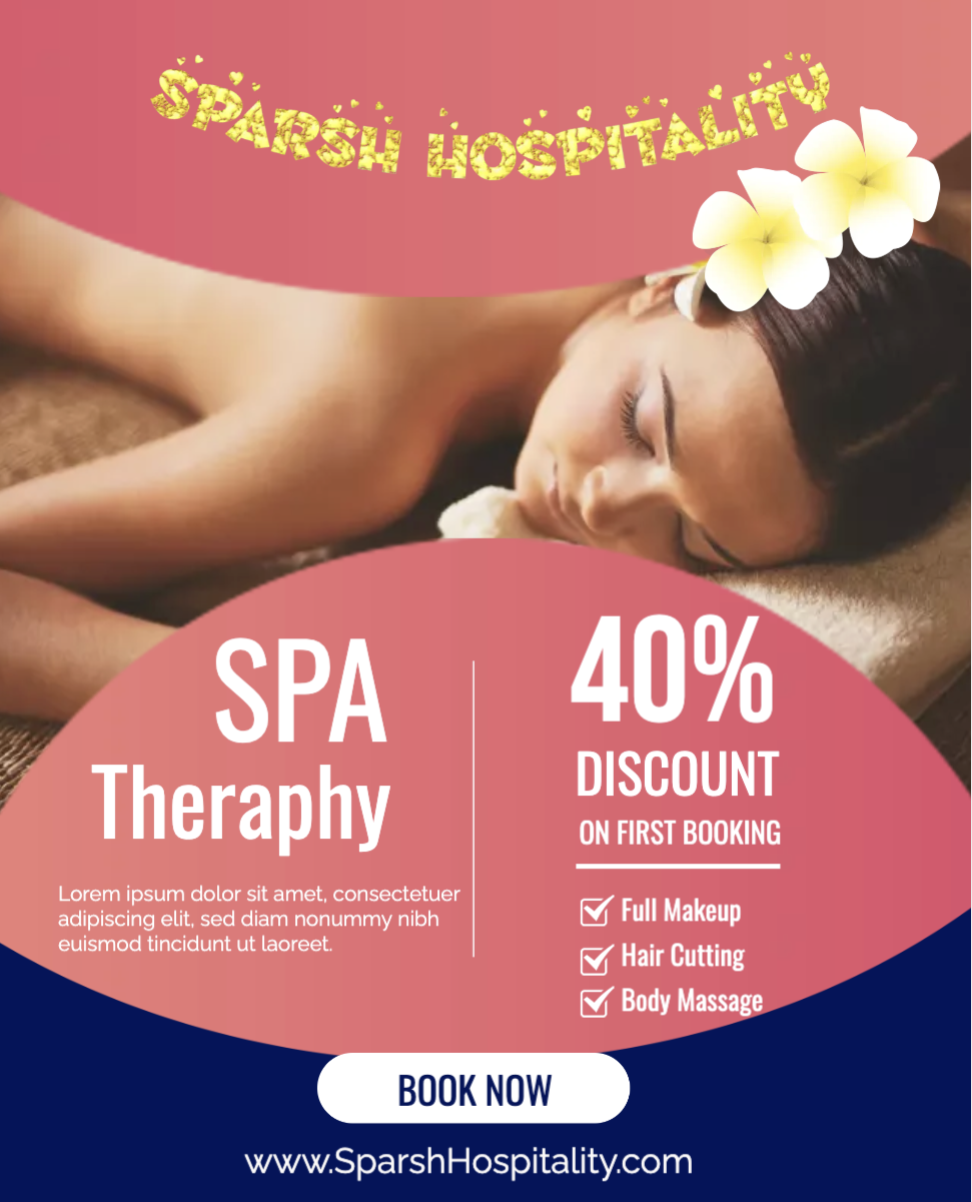 SPARSH HOSPITALITY
SPA
Theraphy
Lorem ipsum dolor sit amet, consectetuer
adipiscing elit, sed diam nonummy nibh
euismod tincidunt ut laoreet.
40%
DISCOUNT
ON FIRST BOOKING
Full Makeup
Hair Cutting
Body Massage
BOOK NOW
www.SparshHospitality.com